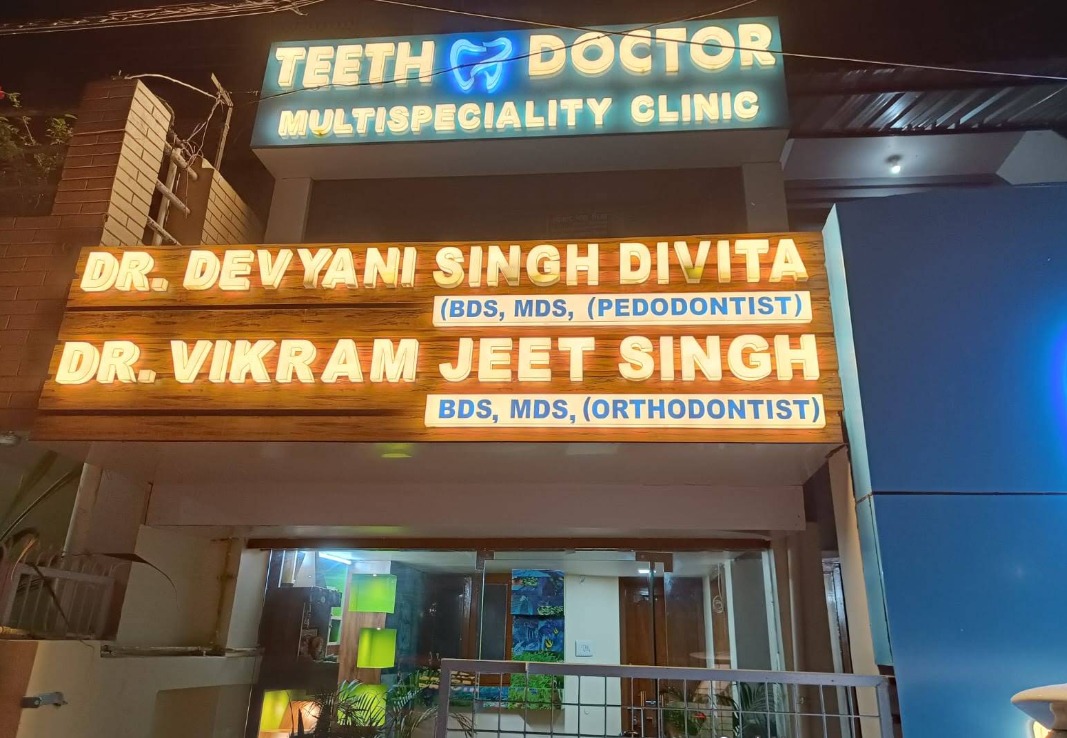 TEETH DOCTOR
MULTISPECIALITY CLINIC
DR. DEVYANI SINGH DIVITA
(BDS, MDS, (PEDODONTIST)
DR. VIKRAM JEET SINGH
BDS, MDS, (ORTHODONTIST)